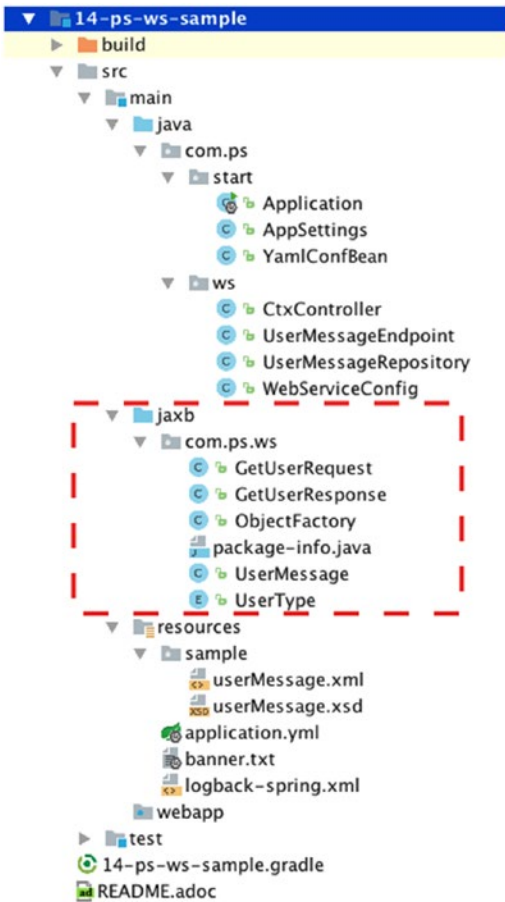 14-ps-ws-sample
build
src
main
java
com.ps
start
Application
AppSettings
YamlConfBean
ws
CtxController
UserMessageEndpoint
UserMessageRepository
WebServiceConfig
jaxb
com.ps.ws
GetUserRequest
GetUserResponse
ObjectFactory
package-info.java
UserMessage
UserType
resources
sample
userMessage.xml
userMessage.xsd
application.yml
banner.txt
logback-spring.xml
webapp
test
14-ps-ws-sample.gradle
README.adoc